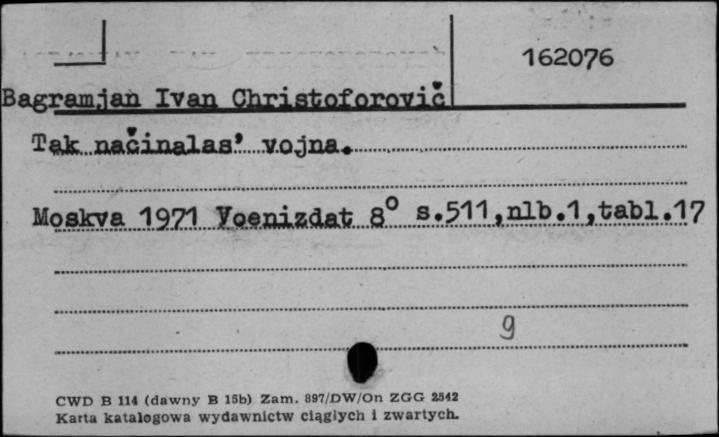 162076
Bagramjan Ivan Christoforovič
Tak načinalas’ vojna.
Moskva 1971 Voenizdat 8° s.511,nlb.1,tabl.17
9
CWD B 114 (dawny B 15b) Zam. 897/DW/On ZGG 2542
Karta katalogowa wydawnictw ciągłych i zwartych.